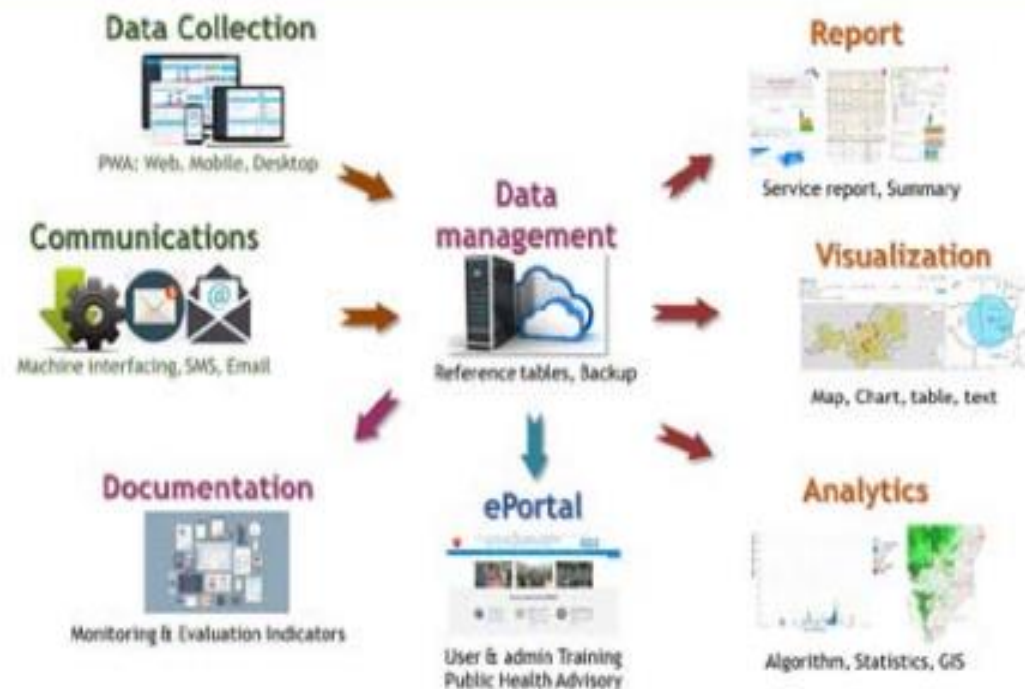 Data Collection
PWA: Web, Mobile, Desktop
Communications
Machine interfacing, SMS, Email
Data
management
Reference tables, Backup
Report
Service report, Summary
Visualization
Map, Chart, table, text
Documentation
Monitoring & Evaluation Indicators
ePortal
User & admin Training
Public Health Advisory
Analytics
Algorithm, Statistics, GIS